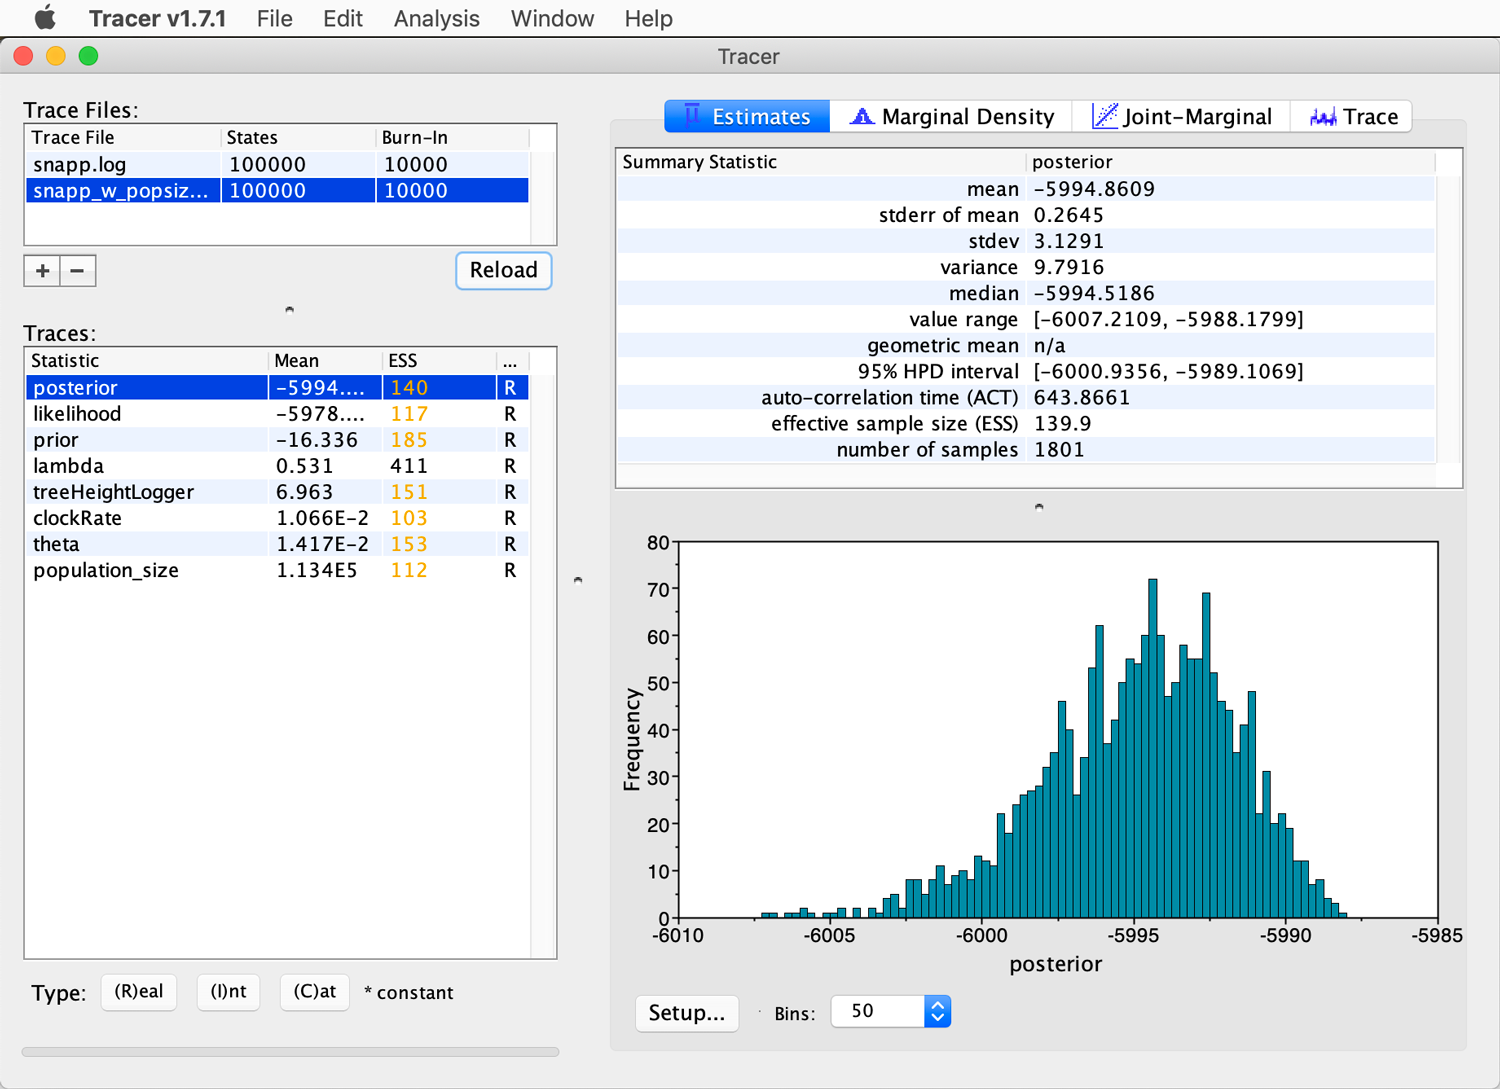 Tracer v1.7.1 File Edit Analysis Window Help
Tracer
Trace Files:
Trace File States Burn-In
snapp.log 100000 10000
snapp_w_popsiz... 100000 10000
+ −
Reload
Traces:
Statistic Mean ESS ...
posterior -5994.... 140 R
likelihood -5978.... 117 R
prior -16.336 185 R
lambda 0.531 411 R
treeHeightLogger 6.963 151 R
clockRate 1.066E-2 103 R
theta 1.417E-2 153 R
population_size 1.134E5 112 R
Type: (R)eal (I)nt (C)at * constant
Estimates Marginal Density Joint-Marginal Trace
Summary Statistic posterior
mean -5994.8609
stderr of mean 0.2645
stdev 3.1291
variance 9.7916
median -5994.5186
value range [-6007.2109, -5988.1799]
geometric mean n/a
95% HPD interval [-6000.9356, -5989.1069]
auto-correlation time (ACT) 643.8661
effective sample size (ESS) 139.9
number of samples 1801
80
70
60
50
40
30
20
10
0
Frequency
-6010 -6005 -6000 -5995 -5990 -5985
posterior
Setup... Bins: 50